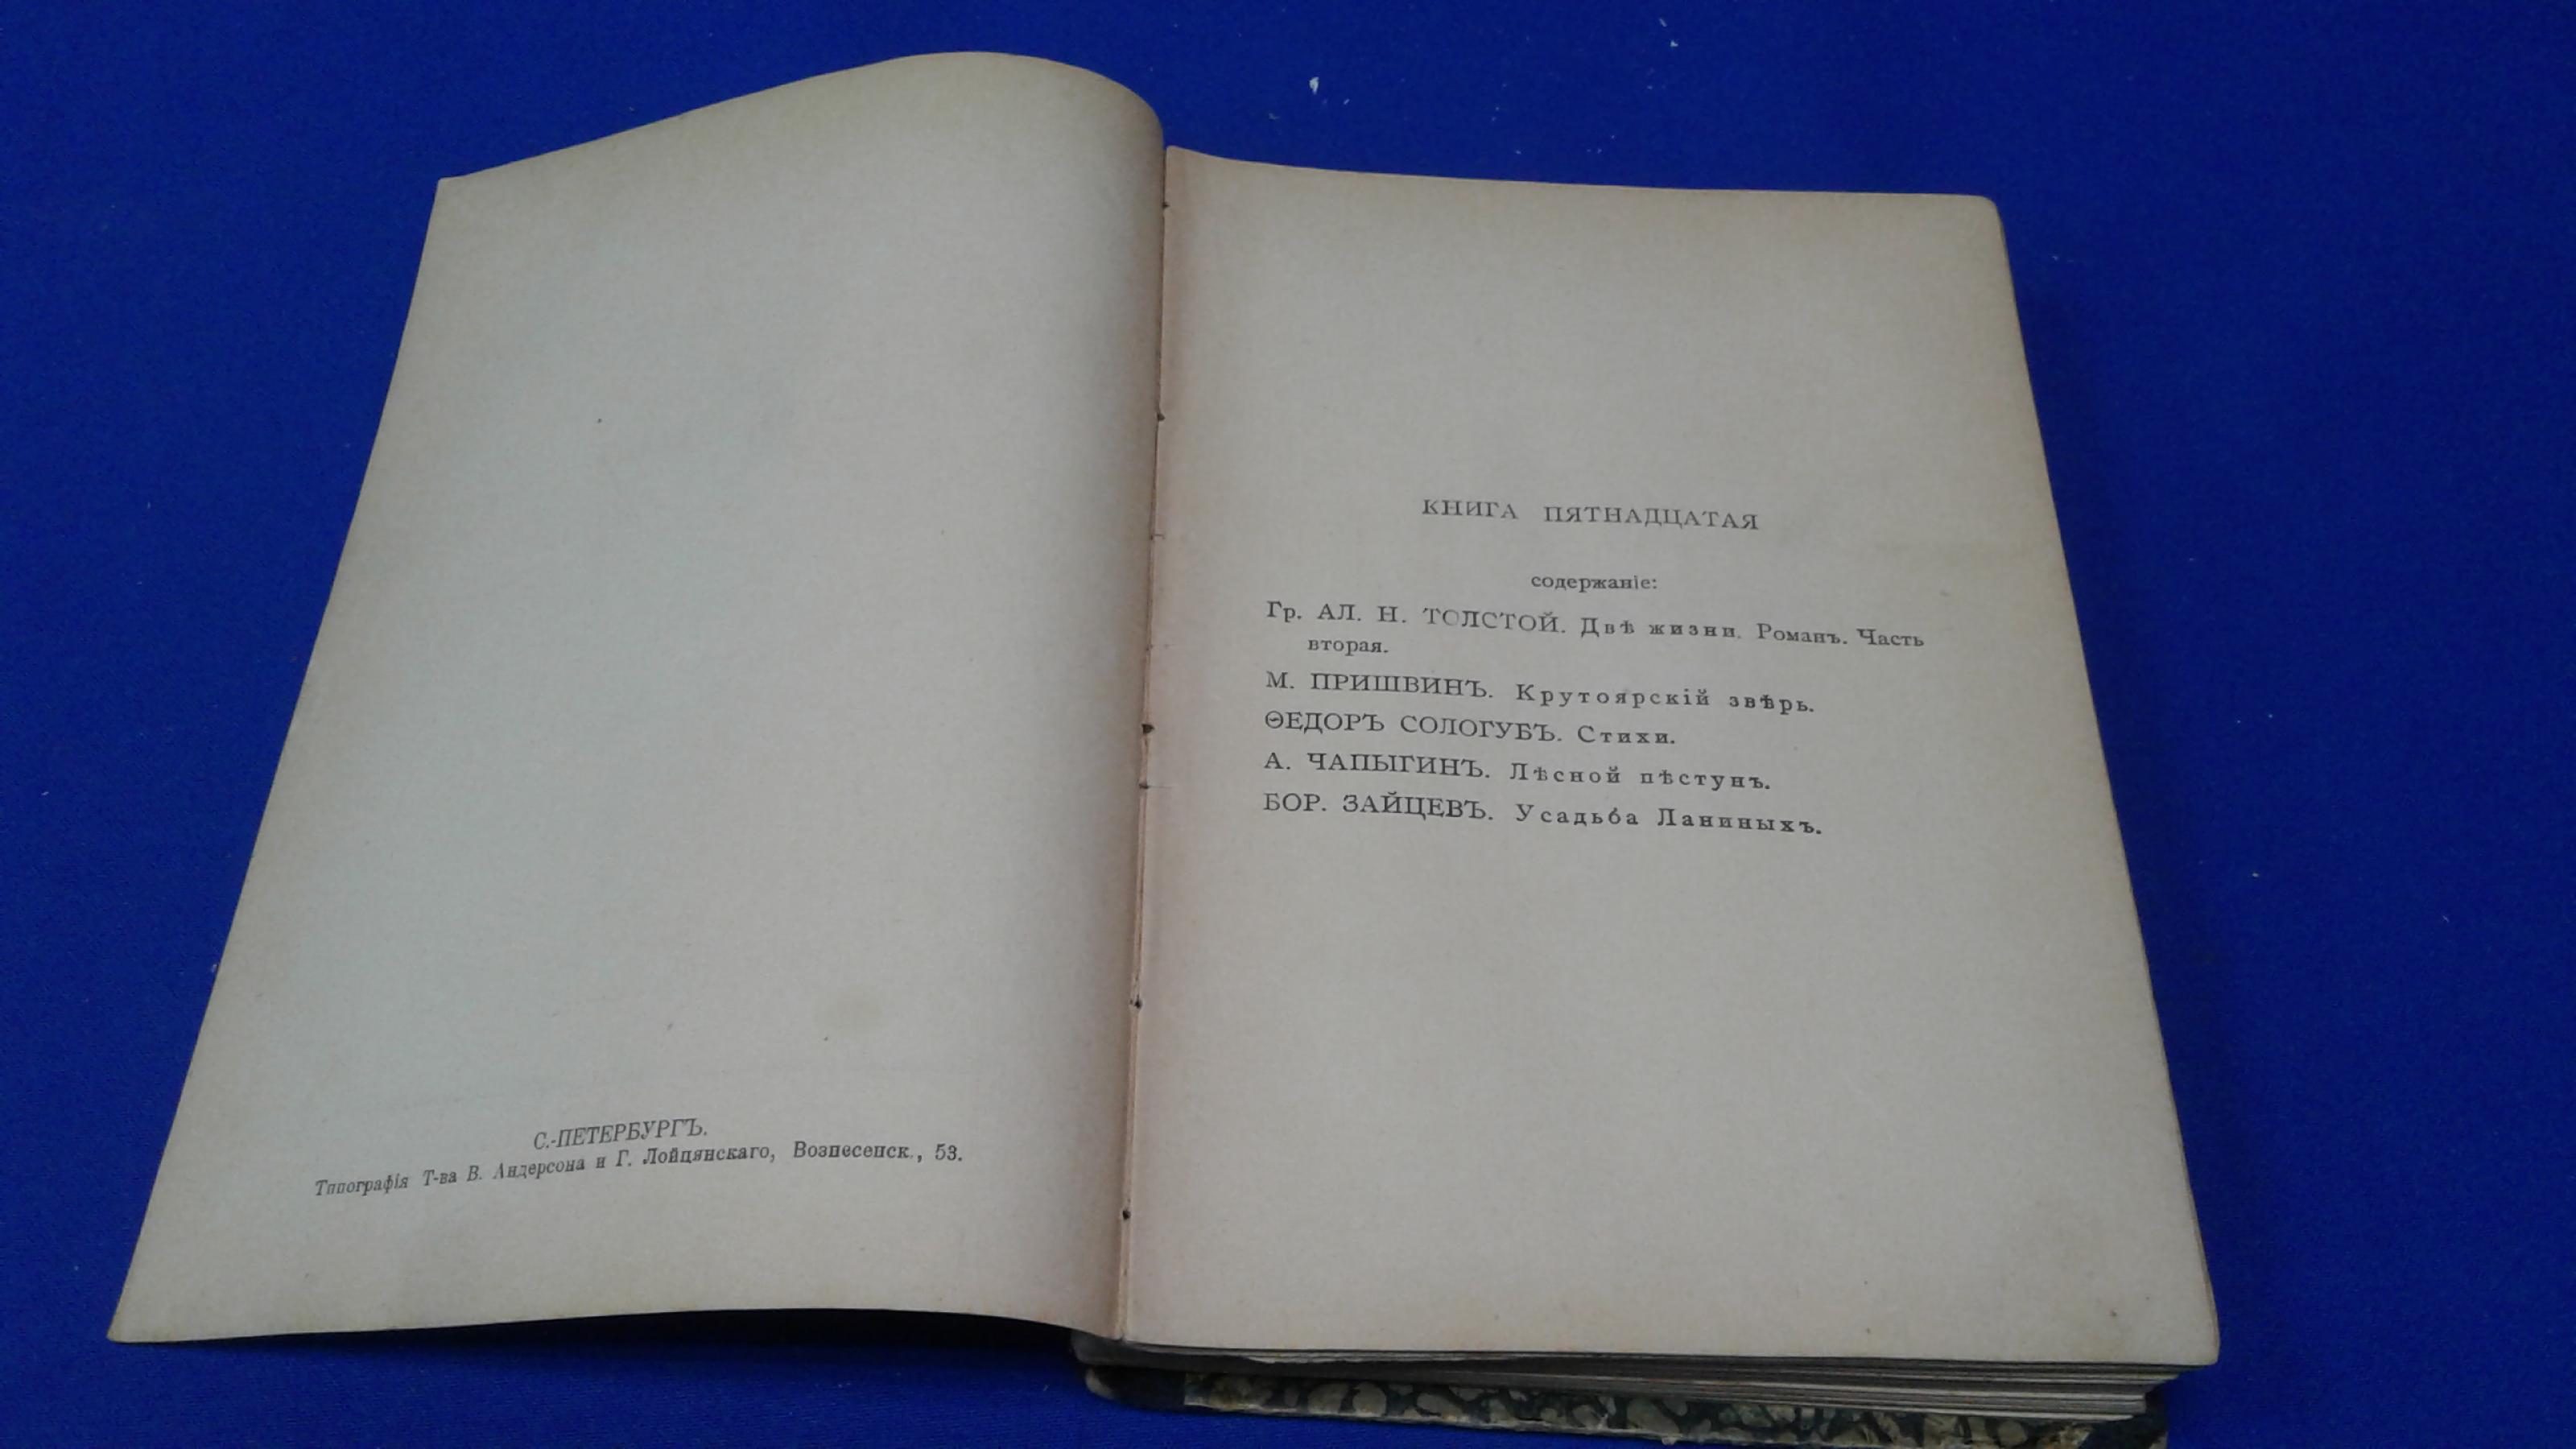 С.-ПЕТЕРБУРГЪ.
Типографія Т-ва В. Андерсона и Г. Лойцянскаго, Вознесенск., 53.
КНИГА ПЯТНАДЦАТАЯ
содержаніе:
Гр. АЛ. Н. ТОЛСТОЙ. Двѣ жизни. Романъ. Часть
вторая.
М. ПРИШВИНЪ. Крутоярскій звѣрь.
ѲЕДОРЪ СОЛОГУБЪ. Стихи.
А. ЧАПЫГИНЪ. Лѣсной пѣстунъ.
БОР. ЗАЙЦЕВЪ. Усадьба Ланиныхъ.